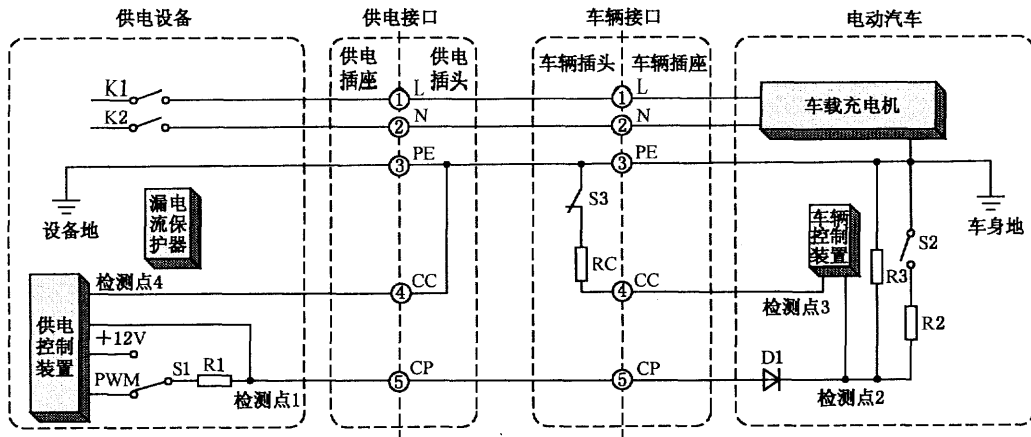 供电设备
供电接口
车辆接口
电动汽车
供电
插座
供电
插头
车辆插头
车辆插座
K1
① L
① L
车载充电机
K2
② N
② N
③ PE
③ PE
设备地
漏电
流保
护器
S3
车辆
控制
装置
S2
车身地
RC
R3
检测点4
④ CC
④ CC
检测点3
R2
供电
控制
装置
+12V
PWM
S1
R1
检测点1
⑤ CP
⑤ CP
D1
检测点2